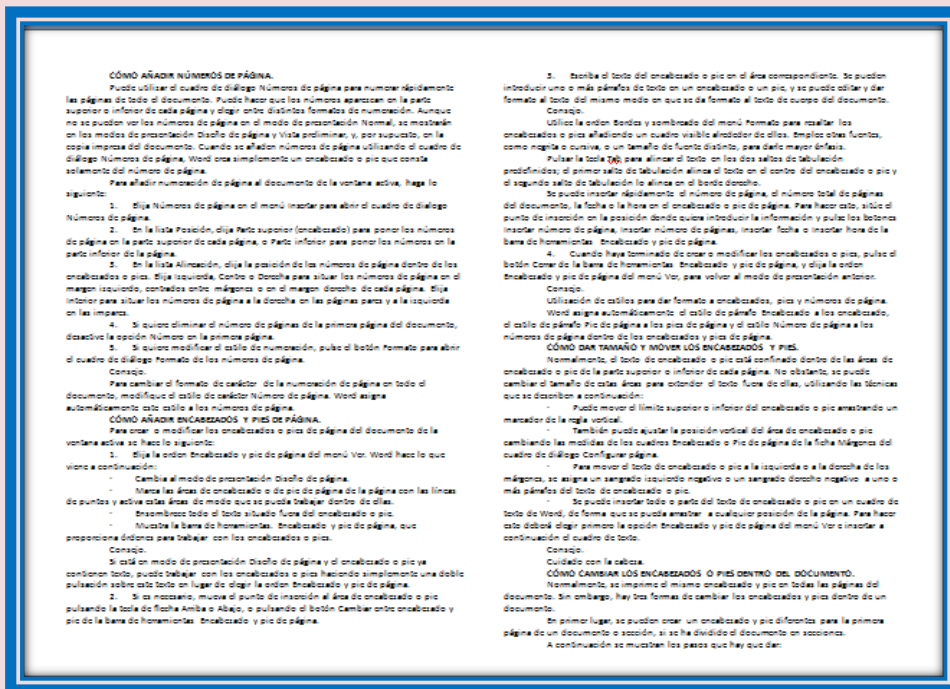 CÓMO AÑADIR NÚMEROS DE PÁGINA.
Puede utilizar el cuadro de diálogo Números de página para numerar rápidamente
las páginas de todo el documento. Puede hacer que los números aparezcan en la parte
superior o inferior de cada página y elegir entre distintos formatos de numeración. Aunque
no se pueden ver los números de página en el modo de presentación Normal, se mostrarán
en los modos de presentación Diseño de página y Vista preliminar, y, por supuesto, en la
copia impresa del documento. Cuando se añaden números de página utilizando el cuadro de
diálogo Números de página, Word crea simplemente un encabezado o pie que consta
solamente del número de página.
Para añadir numeración de página al documento de la ventana activa, haga lo
siguiente:
1. Elija Números de página en el menú Insertar para abrir el cuadro de dialogo
Números de página.
2. En la lista Posición, elija Parte superior (encabezado) para poner los números
de página en la parte superior de cada página, o Parte inferior para poner los números en la
parte inferior de la página.
3. En la lista Alineación, elija la posición de los números de página dentro de los
encabezados o pies. Elija Izquierda, Centro o Derecha para situar los números de página en el
margen izquierdo, centrados entre márgenes o en el margen derecho de cada página. Elija
Interior para situar los números de página a la derecha en las páginas pares y a la izquierda
en las impares.
4. Si quiere eliminar el número de páginas de la primera página del documento,
desactive la opción Número en la primera página.
5. Si quiere modificar el estilo de numeración, pulse el botón Formato para abrir
el cuadro de diálogo Formato de los números de página.
Consejo.
Para cambiar el formato de carácter de la numeración de página en todo el
documento, modifique el estilo de carácter Número de página. Word asigna
automáticamente este estilo a los números de página.
CÓMO AÑADIR ENCABEZADOS Y PIES DE PÁGINA.
Para crear o modificar los encabezados o pies de página del documento de la
ventana activa se hace lo siguiente:
1. Elija la orden Encabezado y pie de página del menú Ver. Word hace lo que
viene a continuación:
- Cambia al modo de presentación Diseño de página.
- Marca las áreas de encabezado o de pie de página de la página con las líneas
de puntos y activa estas áreas de modo que se pueda trabajar dentro de ellas.
- Ensombrece todo el texto situado fuera del encabezado o pie.
- Muestra la barra de herramientas Encabezado y pie de página, que
proporciona órdenes para trabajar con los encabezados o pies.
Consejo.
Si está en modo de presentación Diseño de página y el encabezado o pie ya
contienen texto, puede trabajar con los encabezados o pies haciendo simplemente una doble
pulsación sobre este texto en lugar de elegir la orden Encabezado y pie de página.
2. Si es necesario, mueva el punto de inserción al área de encabezado o pie
pulsando la tecla de flecha Arriba o Abajo, o pulsando el botón Cambiar entre encabezado y
pie de la barra de herramientas Encabezado y pie de página.
3. Escriba el texto del encabezado o pie en el área correspondiente. Se pueden
introducir uno o más párrafos de texto en un encabezado o un pie, y se puede editar y dar
formato al texto del mismo modo en que se da formato al texto de cuerpo del documento.
Consejo.
Utilice la orden Bordes y sombreado del menú Formato para resaltar los
encabezados o pies añadiendo un cuadro visible alrededor de ellos. Emplee otras fuentes,
como negrita o cursiva, o un tamaño de fuente distinto, para darle mayor énfasis.
Pulsar la tecla Tab para alinear el texto en los dos saltos de tabulación
predefinidos; el primer salto de tabulación alinea el texto en el centro del encabezado o pie y
el segundo salto de tabulación lo alinea en el borde derecho.
Se puede insertar rápidamente el número de página, el número total de páginas
del documento, la fecha o la hora en el encabezado o pie de página. Para hacer esto, sitúe el
punto de inserción en la posición donde quiera introducir la información y pulse los botones
Insertar número de página, Insertar número de páginas, Insertar fecha o Insertar hora de la
barra de herramientas Encabezado y pie de página.
4. Cuando haya terminado de crear o modificar los encabezados o pies, pulse el
botón Cerrar de la barra de herramientas Encabezado y pie de página, y elija la orden
Encabezado y pie de página del menú Ver, para volver al modo de presentación anterior.
Consejo.
Utilización de estilos para dar formato a encabezados, pies y números de página.
Word asigna automáticamente el estilo de párrafo Encabezado a los encabezado,
el estilo de párrafo Pie de página a los pies de página y el estilo Número de página a los
números de página dentro de los encabezados y pies de página.
CÓMO DAR TAMAÑO Y MOVER LOS ENCABEZADOS Y PIES.
Normalmente, el texto de encabezado o pie está confinado dentro de las áreas de
encabezado o pie de la parte superior o inferior de cada página. No obstante, se puede
cambiar el tamaño de estas áreas para extender el texto fuera de ellas, utilizando las técnicas
que se describen a continuación:
- Puede mover el límite superior o inferior del encabezado o pie arrastrando un
marcador de la regla vertical.
- También puede ajustar la posición vertical del área de encabezado o pie
cambiando las medidas de los cuadros Encabezado o Pie de página de la ficha Márgenes del
cuadro de diálogo Configurar página.
- Para mover el texto de encabezado o pie a la izquierda o a la derecha de los
márgenes, se asigna un sangrado izquierdo negativo o un sangrado derecho negativo a uno o
más párrafos del texto de encabezado o pie.
- Se puede insertar todo o parte del texto de encabezado o pie en un cuadro de
texto de Word, de forma que se pueda arrastrar a cualquier posición de la página. Para hacer
esto deberá elegir primero la opción Encabezado y pie de página del menú Ver e insertar a
continuación el cuadro de texto.
Consejo.
Cuidado con la cabeza.
CÓMO CAMBIAR LOS ENCABEZADOS O PIES DENTRO DEL DOCUMENTO.
Normalmente, se imprime el mismo encabezado y pie en todas las páginas del
documento. Sin embargo, hay tres formas de cambiar los encabezados y pies dentro de un
documento.
En primer lugar, se pueden crear un encabezado y pie diferentes para la primera
página de un documento o sección, si se ha dividido el documento en secciones.
A continuación se muestran los pasos que hay que dar: